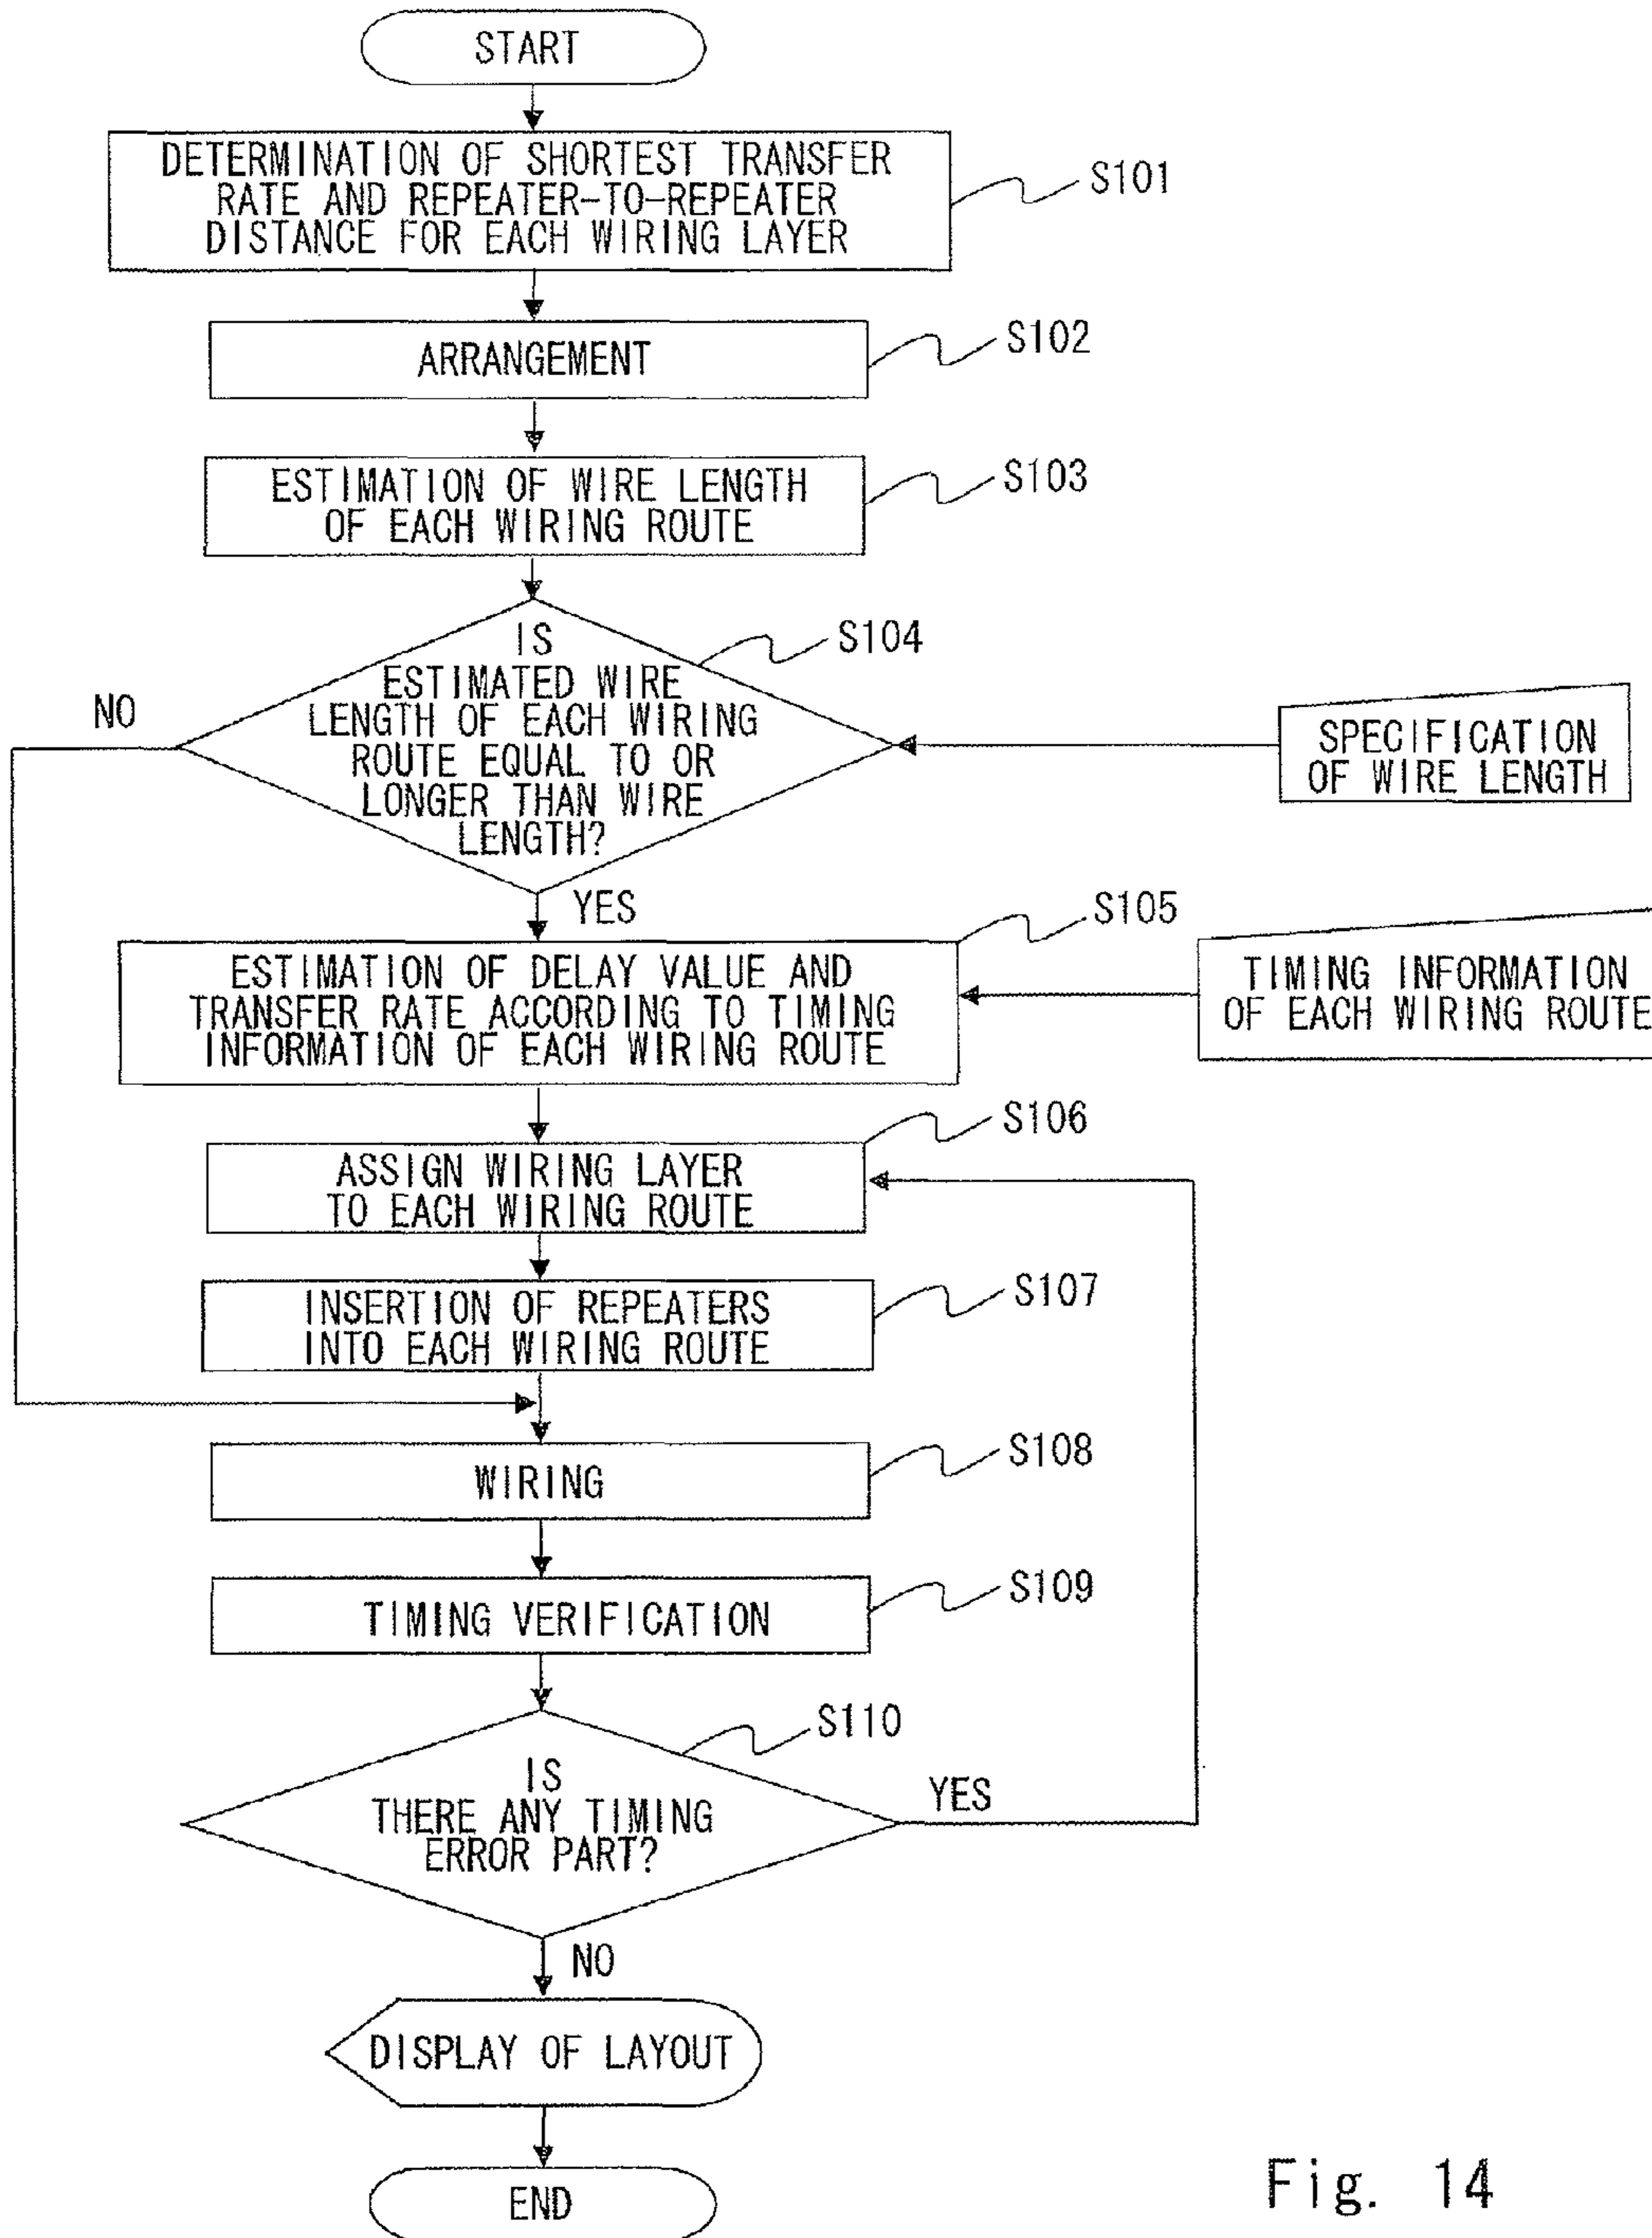 START
DETERMINATION OF SHORTEST TRANSFER
RATE AND REPEATER-TO-REPEATER
DISTANCE FOR EACH WIRING LAYER
S101
ARRANGEMENT
S102
ESTIMATION OF WIRE LENGTH
OF EACH WIRING ROUTE
S103
IS
ESTIMATED WIRE
LENGTH OF EACH WIRING
ROUTE EQUAL TO OR
LONGER THAN WIRE
LENGTH?
S104
NO
SPECIFICATION
OF WIRE LENGTH
YES
ESTIMATION OF DELAY VALUE AND
TRANSFER RATE ACCORDING TO TIMING
INFORMATION OF EACH WIRING ROUTE
S105
TIMING INFORMATION
OF EACH WIRING ROUTE
ASSIGN WIRING LAYER
TO EACH WIRING ROUTE
S106
INSERTION OF REPEATERS
INTO EACH WIRING ROUTE
S107
WIRING
S108
TIMING VERIFICATION
S109
IS
THERE ANY TIMING
ERROR PART?
S110
YES
NO
DISPLAY OF LAYOUT
END
Fig. 14